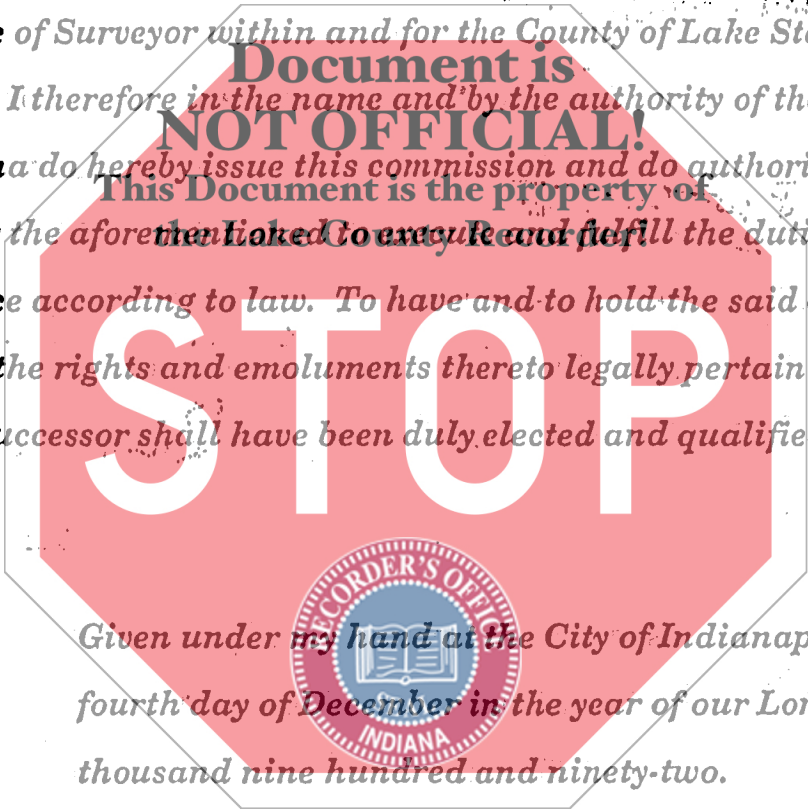 of Surveyor within and for the County of Lake St
Document is
I therefore in the name and by the authority of th
NOT OFFICIAL!
a do hereby issue this commission and do authori
This Document is the property of
the aforementioned to execute and fulfill the duti
the Lake County Recorder!
e according to law. To have and to hold the said
the rights and emoluments thereto legally pertain
STOP
uccessor shall have been duly elected and qualifie
RECORDER'S OFFIC
Given under my hand at the City of Indianap
fourth day of December in the year of our Lor
INDIANA
thousand nine hundred and ninety-two.